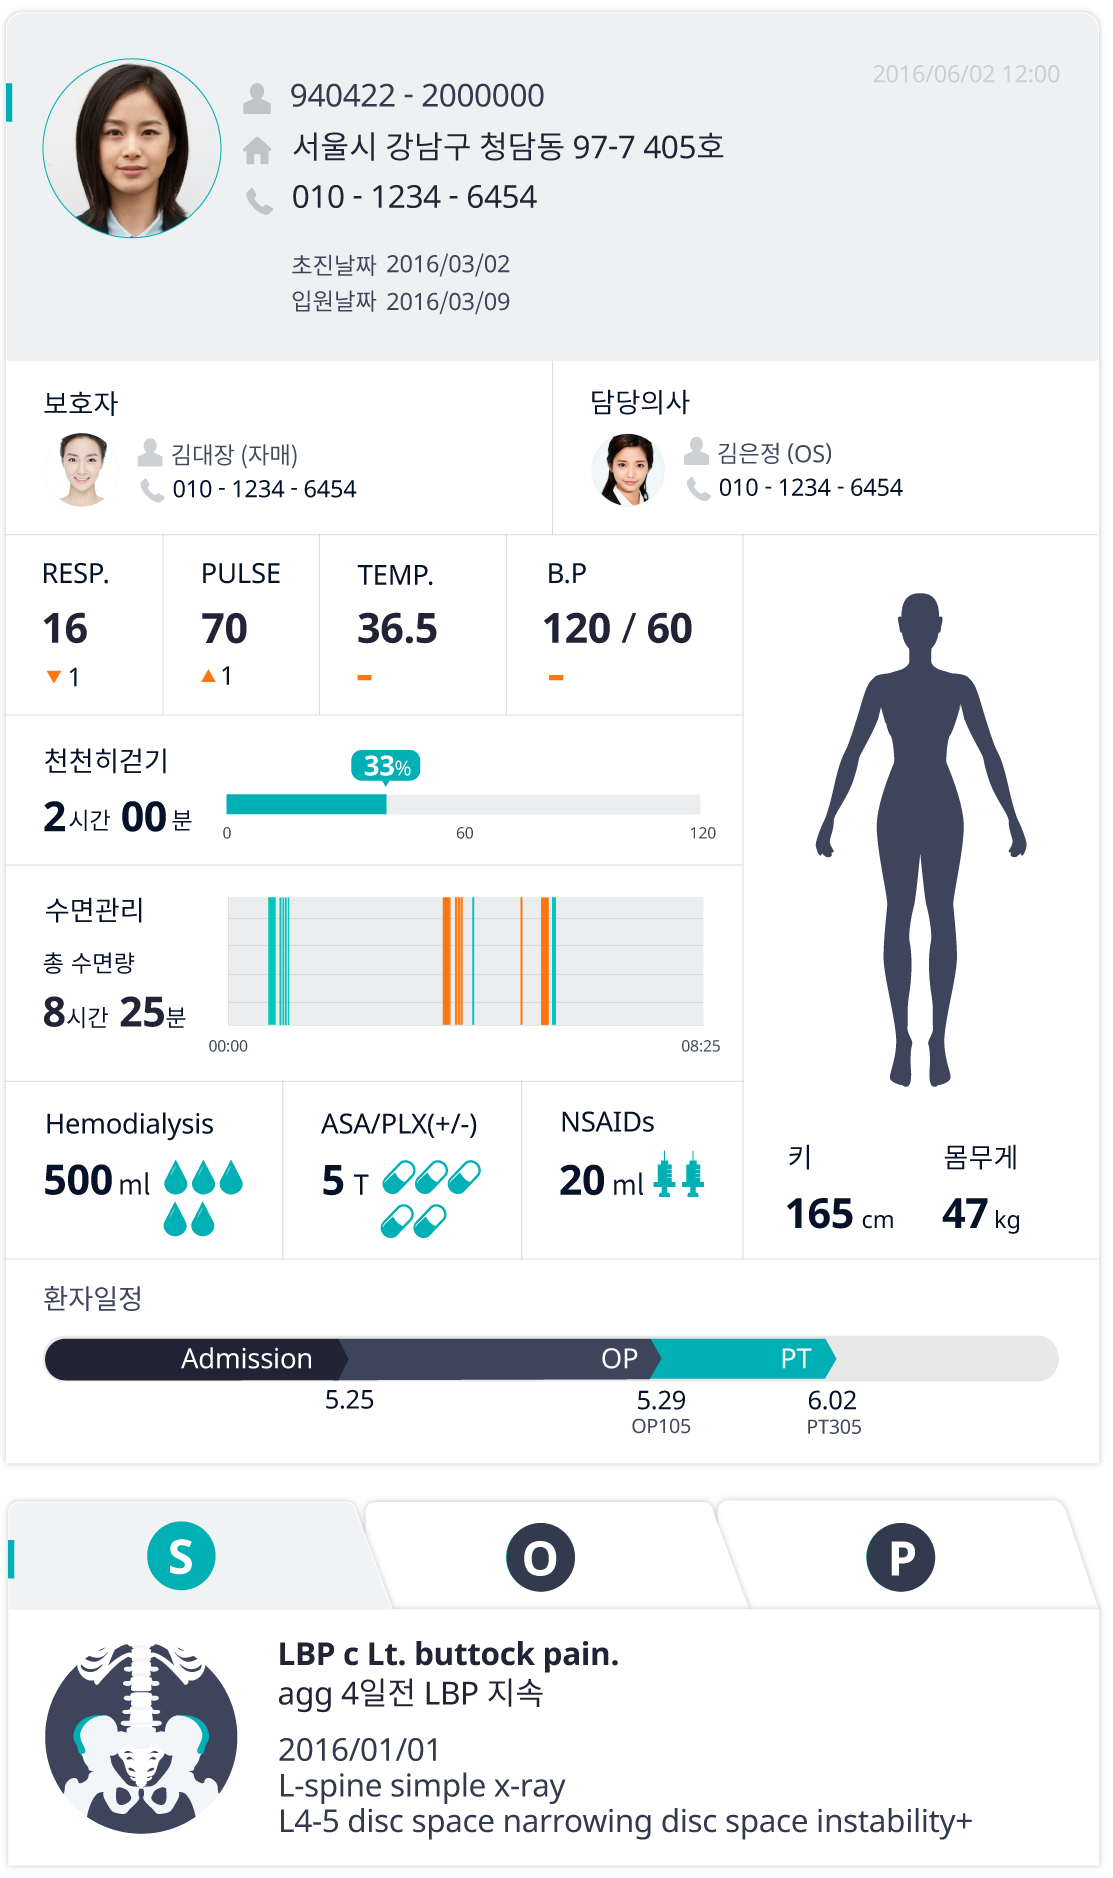 2016/06/02 12:00
940422 - 2000000
서울시 강남구 청담동 97-7 405호
010 - 1234 - 6454
초진날짜 2016/03/02
입원날짜 2016/03/09
보호자
김대장 (자매)
010 - 1234 - 6454
담당의사
김은정 (OS)
010 - 1234 - 6454
RESP.
16
1
PULSE
70
1
TEMP.
36.5
B.P
120 / 60
천천히걷기
2시간 00분
33%
0 60 120
수면관리
총 수면량
8시간 25분
00:00 08:25
Hemodialysis
500 ml
ASA/PLX(+/-)
5 T
NSAIDs
20 ml
키
165 cm
몸무게
47 kg
환자일정
Admission OP PT
5.25 5.29 6.02
OP105 PT305
S O P
LBP c Lt. buttock pain.
agg 4일전 LBP 지속
2016/01/01
L-spine simple x-ray
L4-5 disc space narrowing disc space instability+